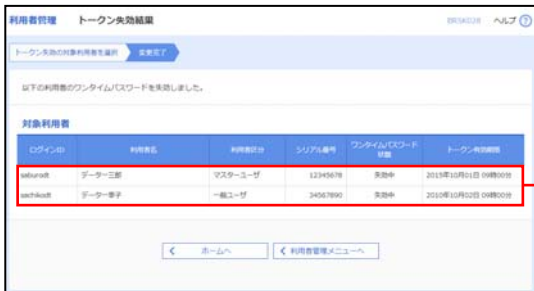 利用者管理 トークン失効結果 BRSK028 ヘルプ ?
トークン失効の対象利用者を選択 変更完了
以下の利用者のワンタイムパスワードを失効しました。
対象利用者
ログインID 利用者名 利用者区分 シリアル番号 ワンタイムパスワード状態 トークン有効期限
saburodt データー三郎 マスターユーザ 12345678 失効中 2015年10月01日 09時00分
sachikodt データー幸子 一般ユーザ 34567890 失効中 2010年10月02日 09時00分
ホームへ 利用者管理メニューへ